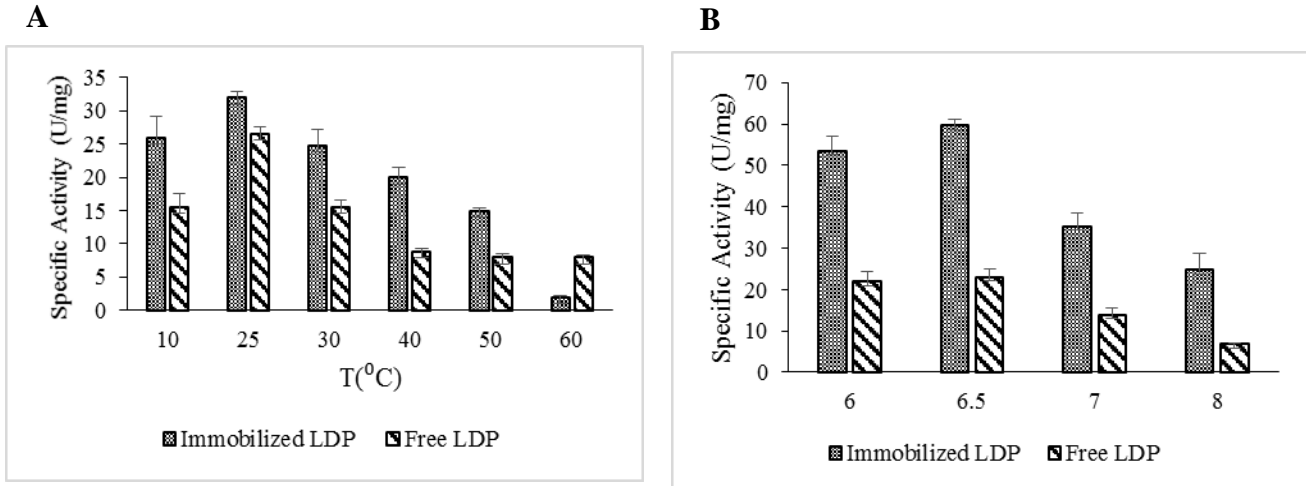 A
Specific Activity (U/mg)
35
30
25
20
15
10
5
0
10 25 30 40 50 60
T(⁰C)
Immobilized LDP Free LDP
B
Specific Activity (U/mg)
70
60
50
40
30
20
10
0
6 6.5 7 8
Immobilized LDP Free LDP